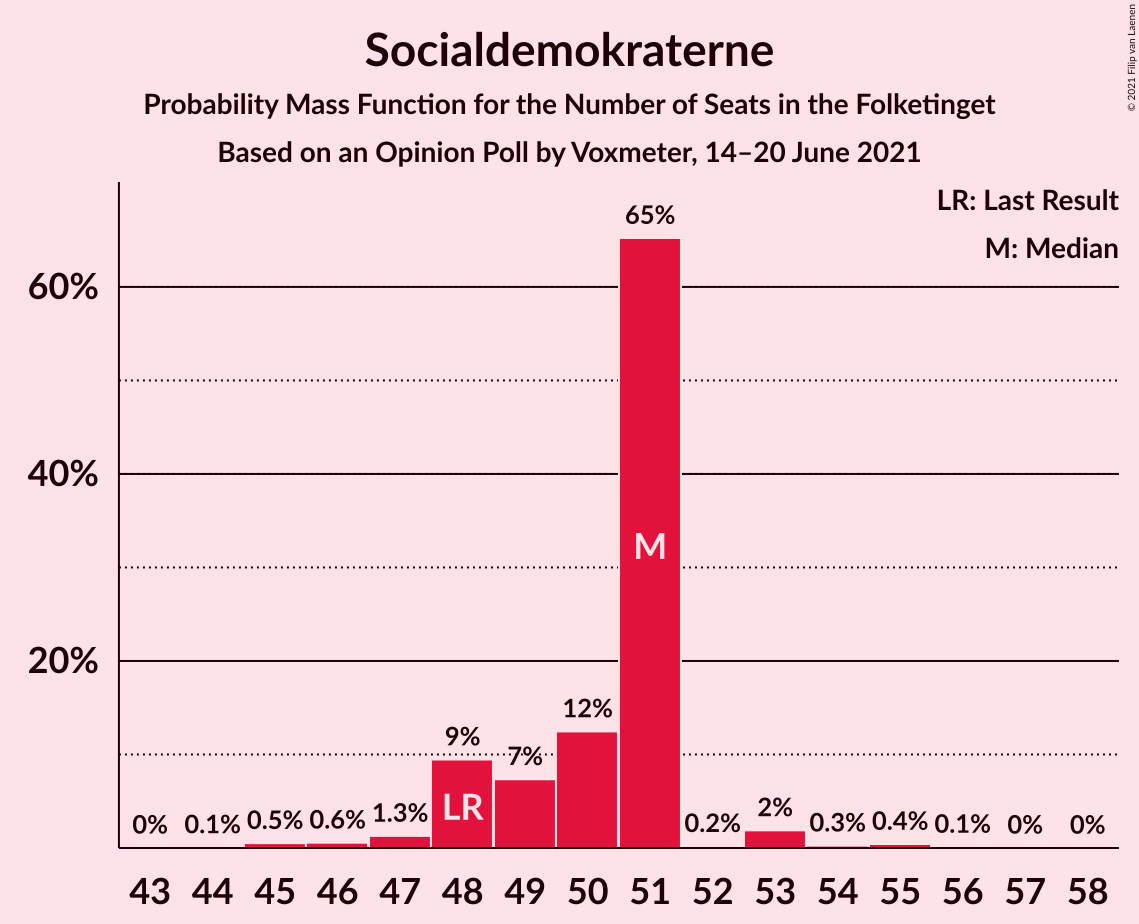 Socialdemokraterne
Probability Mass Function for the Number of Seats in the Folketinget
Based on an Opinion Poll by Voxmeter, 14–20 June 2021
© 2021 Filip van Laenen
LR: Last Result
M: Median
60%
40%
20%
0%
0.1%
0.5%
0.6%
1.3%
9%
7%
12%
65%
0.2%
2%
0.3%
0.4%
0.1%
0%
0%
LR
M
43 44 45 46 47 48 49 50 51 52 53 54 55 56 57 58